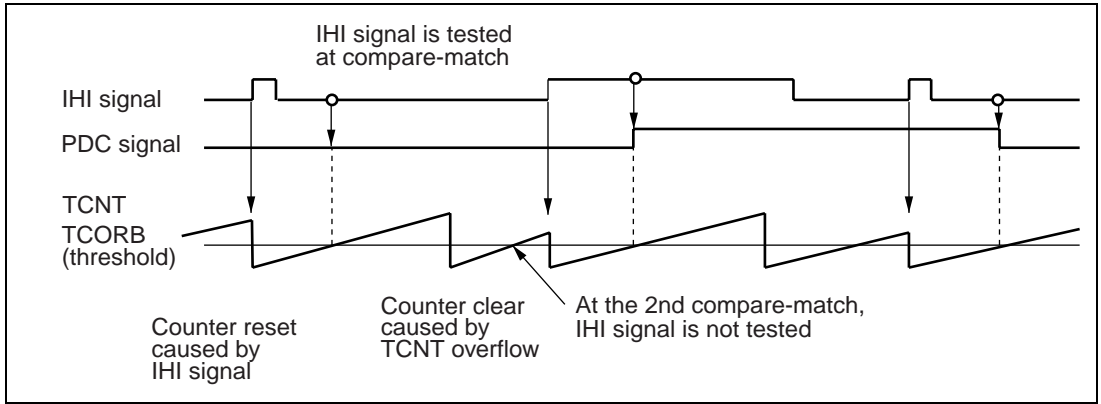 IHI signal is tested
at compare-match
IHI signal
PDC signal
TCNT
TCORB
(threshold)
Counter reset
caused by
IHI signal
Counter clear
caused by
TCNT overflow
At the 2nd compare-match,
IHI signal is not tested